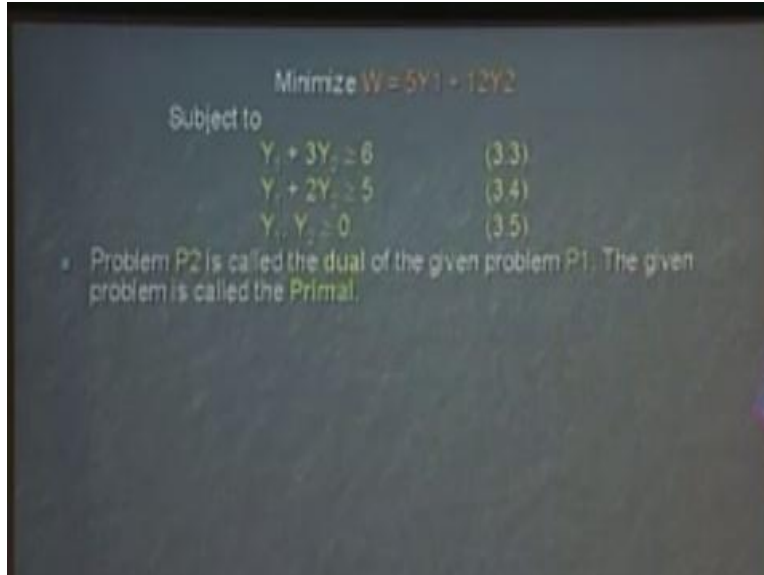 Minimize W = 5Y1 + 12Y2
Subject to
Y₁ + 3Y₂ ≥ 6 (3.3)
Y₁ + 2Y₂ ≥ 5 (3.4)
Y₁, Y₂ ≥ 0 (3.5)
• Problem P2 is called the dual of the given problem P1. The given
problem is called the Primal.